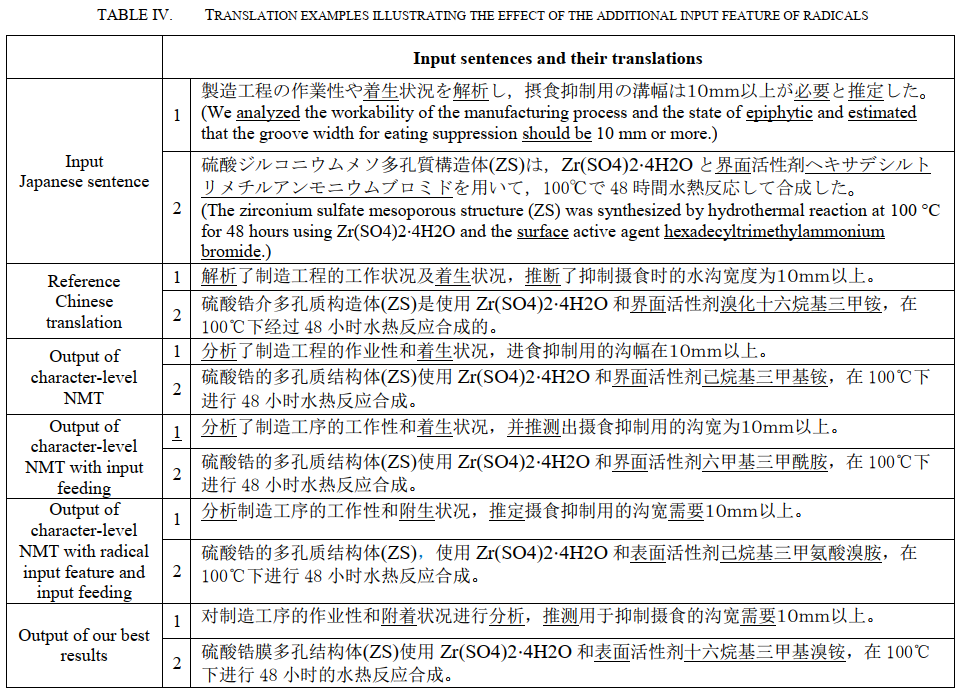 TABLE IV. TRANSLATION EXAMPLES ILLUSTRATING THE EFFECT OF THE ADDITIONAL INPUT FEATURE OF RADICALS
Input sentences and their translations
Input
Japanese sentence
1
製造工程の作業性や着生状況を解析し，摂食抑制用の溝幅は10mm以上が必要と推定した。
(We analyzed the workability of the manufacturing process and the state of epiphytic and estimated
that the groove width for eating suppression should be 10 mm or more.)
2
硫酸ジルコニウムメソ多孔質構造体(ZS)は，Zr(SO4)2·4H2O と界面活性剤ヘキサデシルト
リメチルアンモニウムブロミドを用いて，100℃で 48 時間水熱反応して合成した。
(The zirconium sulfate mesoporous structure (ZS) was synthesized by hydrothermal reaction at 100 °C
for 48 hours using Zr(SO4)2·4H2O and the surface active agent hexadecyltrimethylammonium
bromide.)
Reference
Chinese
translation
1
解析了制造工程的工作状况及着生状况，推断了抑制摄食时的水沟宽度为10mm以上。
2
硫酸锆介多孔质构造体(ZS)是使用 Zr(SO4)2·4H2O 和界面活性剂溴化十六烷基三甲铵，在
100℃下经过 48 小时水热反应合成的。
Output of
character-level
NMT
1
分析了制造工程的作业性和着生状况，进食抑制用的沟幅在10mm以上。
2
硫酸锆的多孔质结构体(ZS)使用 Zr(SO4)2·4H2O 和界面活性剂己烷基三甲基铵，在 100℃下
进行 48 小时水热反应合成。
Output of
character-level
NMT with input
feeding
1
分析了制造工序的工作性和着生状况，并推测出摄食抑制用的沟宽为10mm以上。
2
硫酸锆的多孔质结构体(ZS)使用 Zr(SO4)2·4H2O 和界面活性剂六甲基三甲酰胺，在 100℃下
进行 48 小时水热反应合成。
Output of
character-level
NMT with radical
input feature and
input feeding
1
分析制造工序的工作性和附生状况，推定摄食抑制用的沟宽需要10mm以上。
2
硫酸锆的多孔质结构体(ZS)，使用 Zr(SO4)2·4H2O 和表面活性剂己烷基三甲氨酸溴胺，在
100℃下进行 48 小时水热反应合成。
Output of our best
results
1
对制造工序的作业性和附着状况进行分析，推测用于抑制摄食的沟宽需要10mm以上。
2
硫酸锆膜多孔结构体(ZS)使用 Zr(SO4)2·4H2O 和表面活性剂十六烷基三甲基溴铵，在 100℃
下进行 48 小时的水热反应合成。